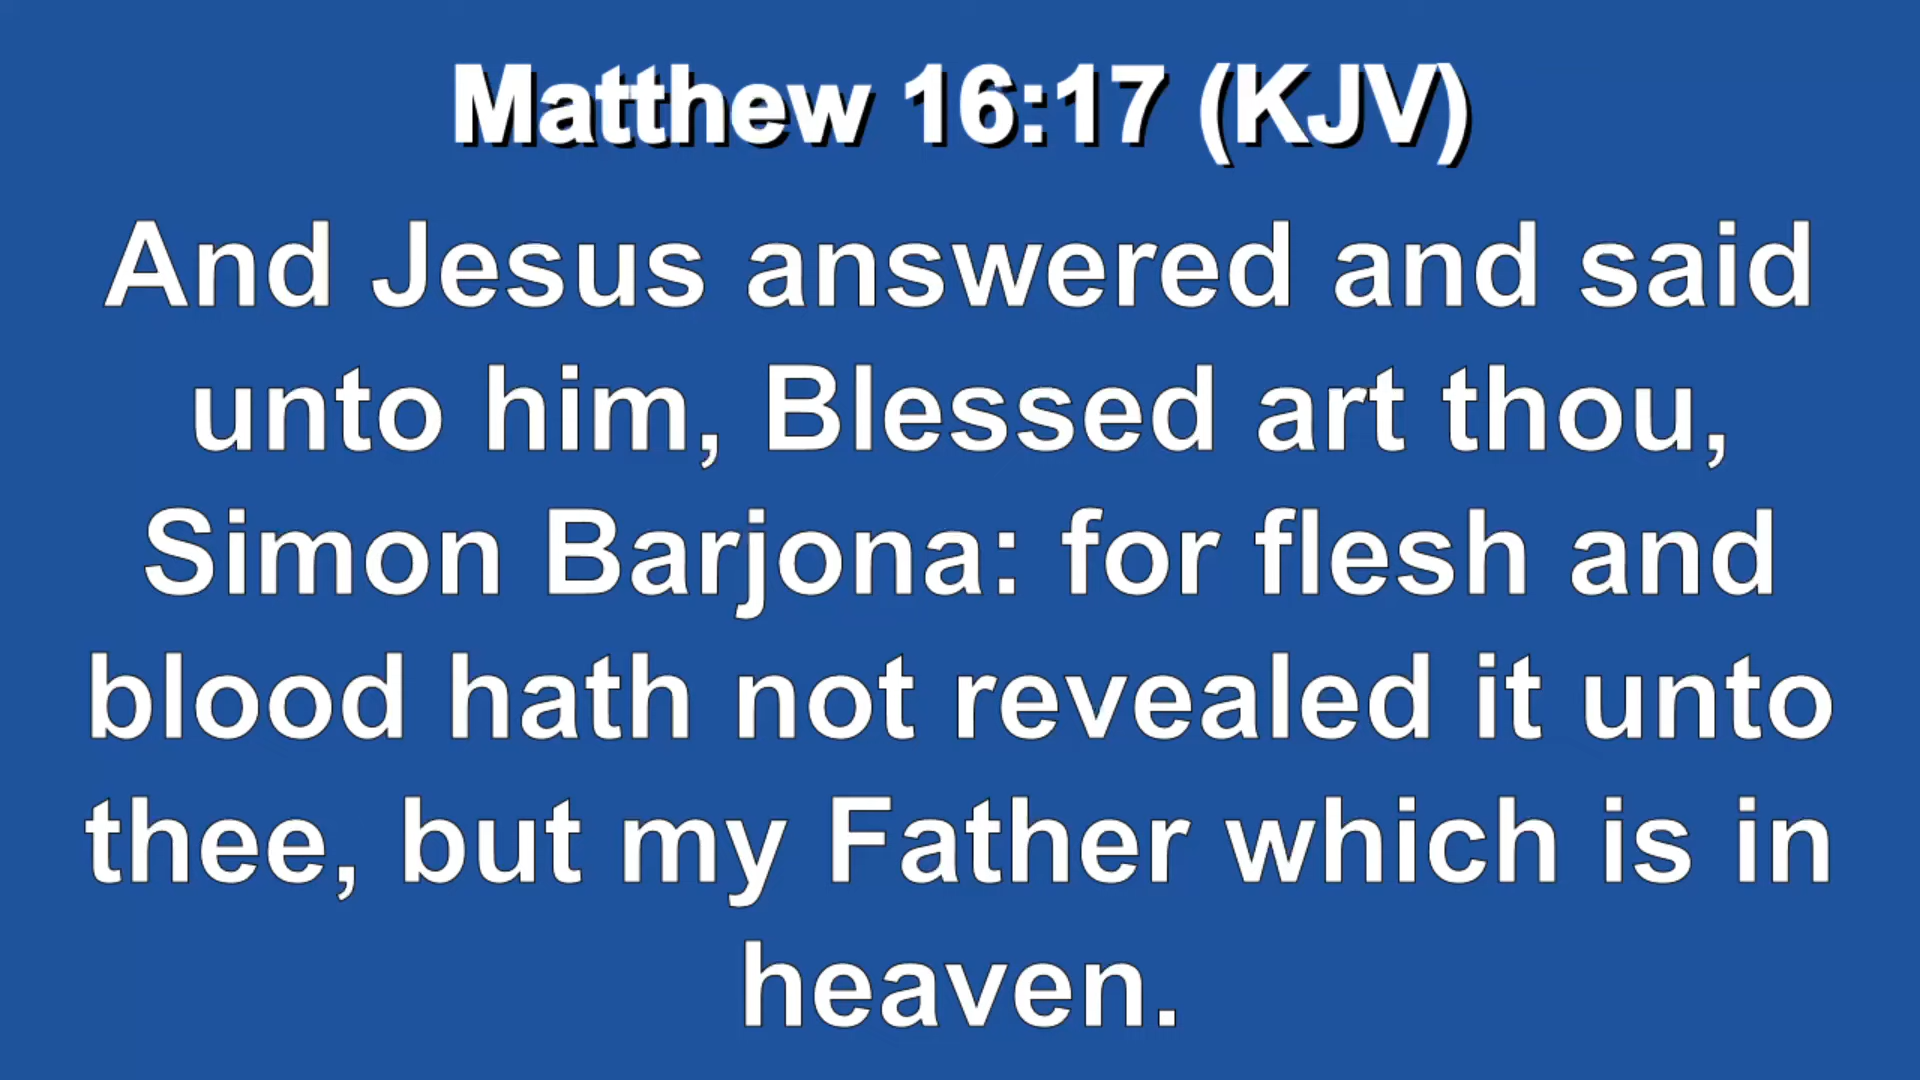 Matthew 16:17 (KJV)
And Jesus answered and said
unto him, Blessed art thou,
Simon Barjona: for flesh and
blood hath not revealed it unto
thee, but my Father which is in
heaven.